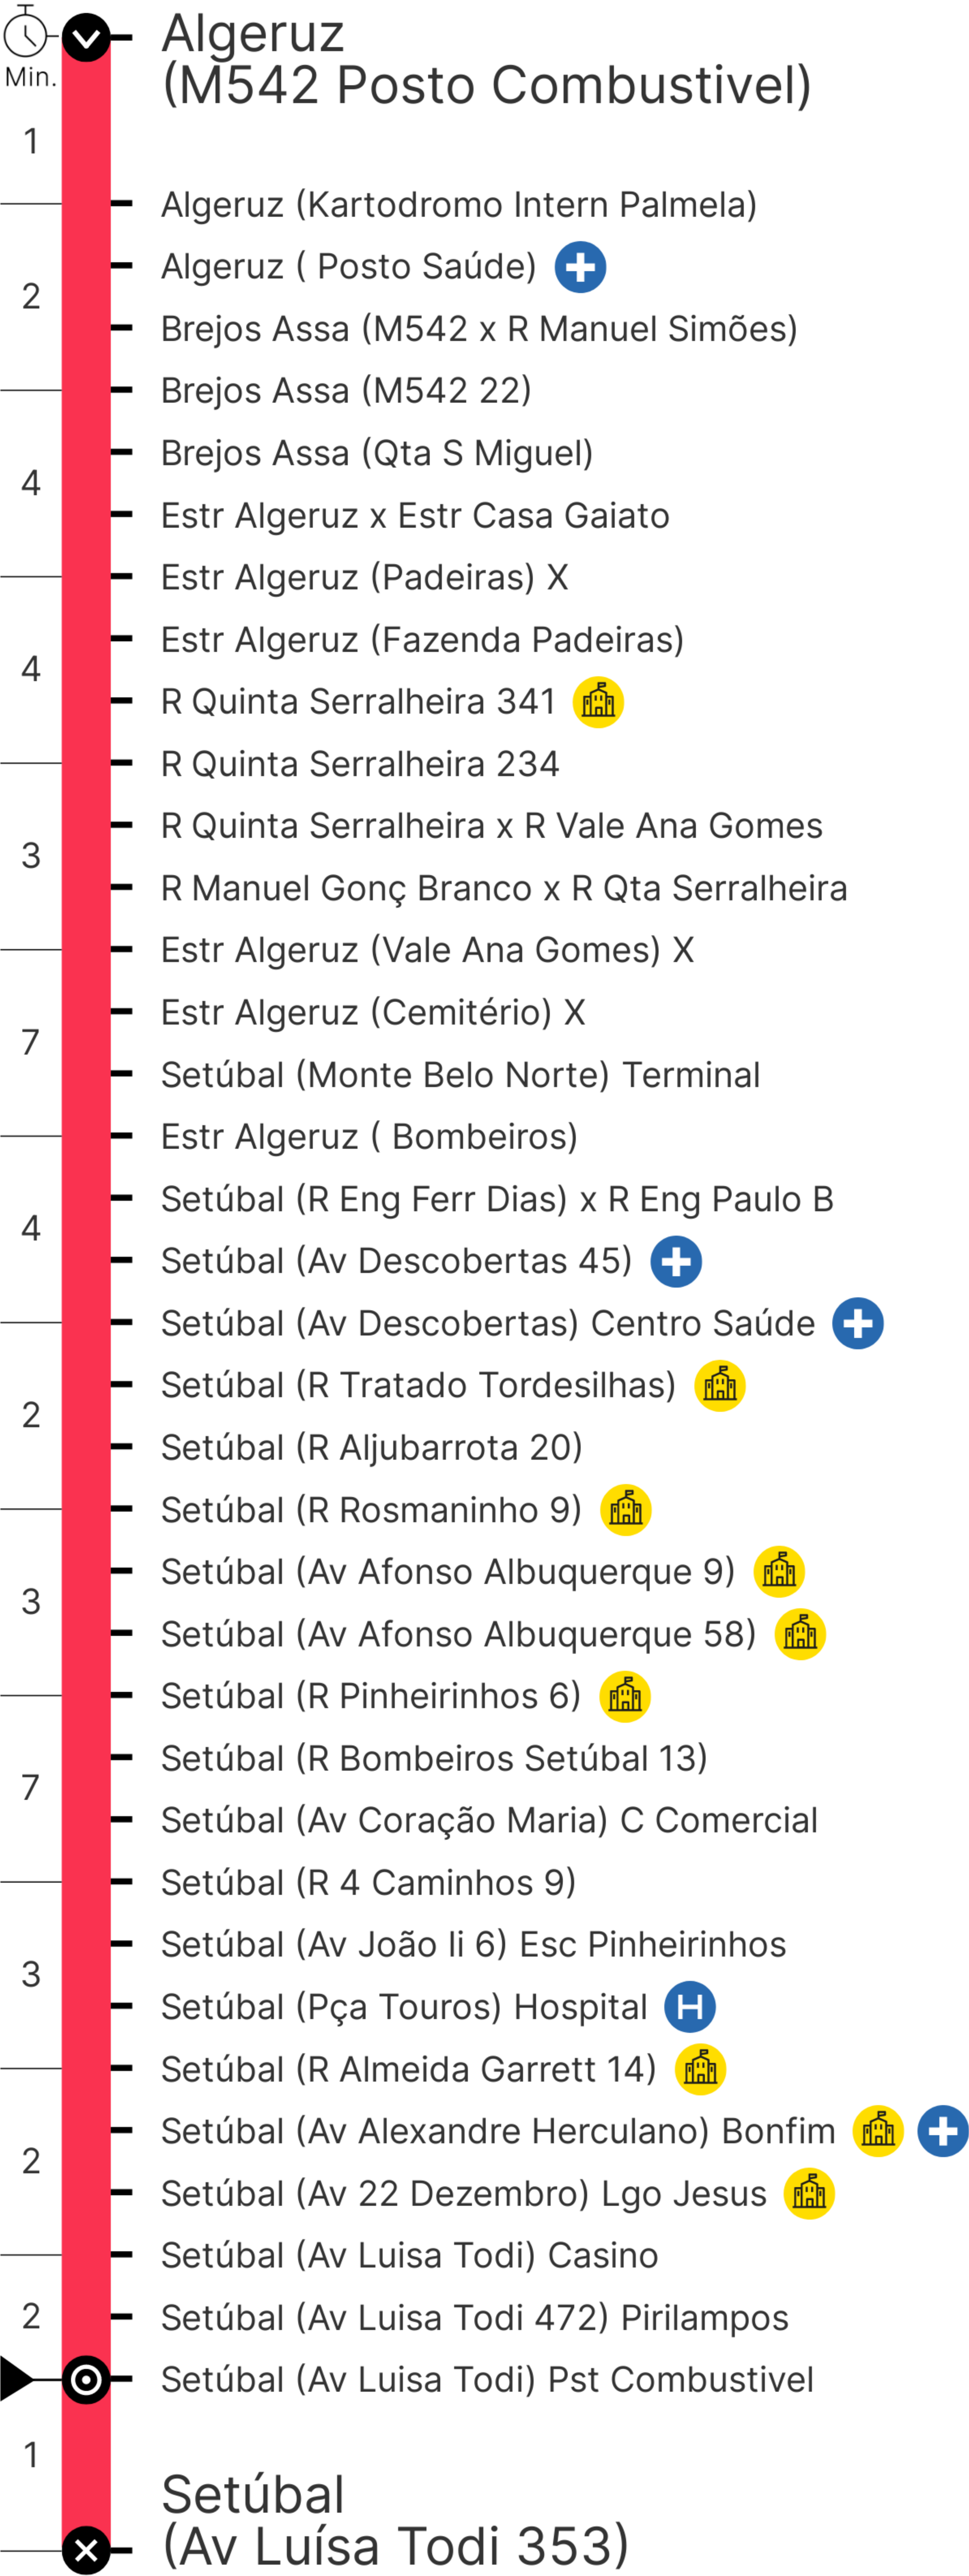 Algeruz
(M542 Posto Combustivel)
Min.
1
Algeruz (Kartodromo Intern Palmela)
Algeruz ( Posto Saúde)
2
Brejos Assa (M542 x R Manuel Simões)
Brejos Assa (M542 22)
Brejos Assa (Qta S Miguel)
4
Estr Algeruz x Estr Casa Gaiato
Estr Algeruz (Padeiras) X
Estr Algeruz (Fazenda Padeiras)
4
R Quinta Serralheira 341
R Quinta Serralheira 234
R Quinta Serralheira x R Vale Ana Gomes
3
R Manuel Gonç Branco x R Qta Serralheira
Estr Algeruz (Vale Ana Gomes) X
Estr Algeruz (Cemitério) X
7
Setúbal (Monte Belo Norte) Terminal
Estr Algeruz ( Bombeiros)
Setúbal (R Eng Ferr Dias) x R Eng Paulo B
4
Setúbal (Av Descobertas 45)
Setúbal (Av Descobertas) Centro Saúde
Setúbal (R Tratado Tordesilhas)
2
Setúbal (R Aljubarrota 20)
Setúbal (R Rosmaninho 9)
Setúbal (Av Afonso Albuquerque 9)
3
Setúbal (Av Afonso Albuquerque 58)
Setúbal (R Pinheirinhos 6)
Setúbal (R Bombeiros Setúbal 13)
7
Setúbal (Av Coração Maria) C Comercial
Setúbal (R 4 Caminhos 9)
Setúbal (Av João Ii 6) Esc Pinheirinhos
3
Setúbal (Pça Touros) Hospital H
Setúbal (R Almeida Garrett 14)
Setúbal (Av Alexandre Herculano) Bonfim
2
Setúbal (Av 22 Dezembro) Lgo Jesus
Setúbal (Av Luisa Todi) Casino
2
Setúbal (Av Luisa Todi 472) Pirilampos
Setúbal (Av Luisa Todi) Pst Combustivel
1
Setúbal
(Av Luísa Todi 353)